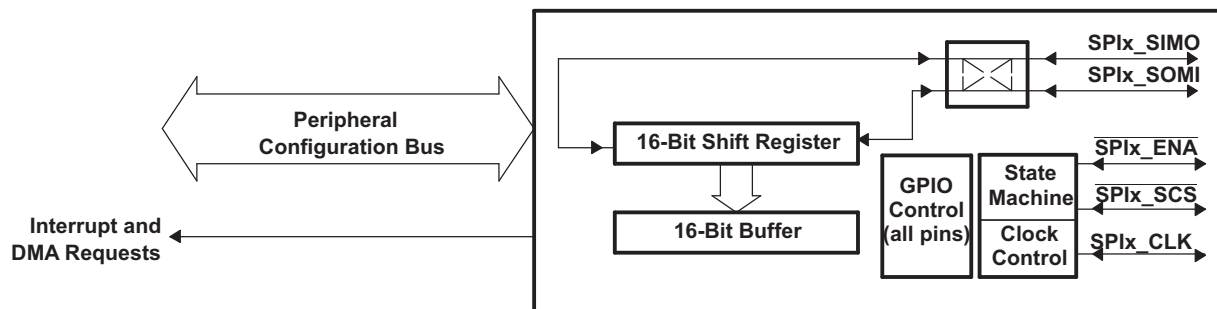 Peripheral
Configuration Bus
Interrupt and
DMA Requests
16-Bit Shift Register
16-Bit Buffer
GPIO
Control
(all pins)
State
Machine
Clock
Control
SPIx_SIMO
SPIx_SOMI
SPIx_ENA
SPIx_SCS
SPIx_CLK